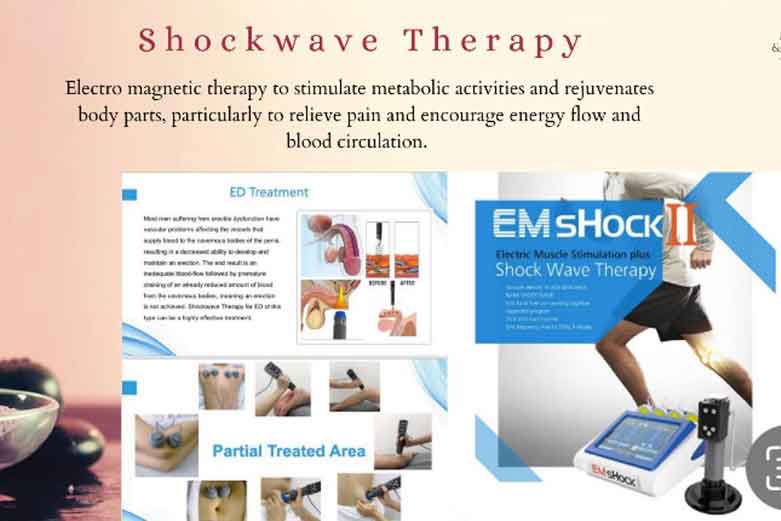 Shockwave Therapy
Electro magnetic therapy to stimulate metabolic activities and rejuvenates
body parts, particularly to relieve pain and encourage energy flow and
blood circulation.
ED Treatment
Most men suffering from erectile dysfunction have
vascular problems affecting the vessels that
supply blood to the cavernous bodies of the penis,
resulting in a decreased ability to develop and
maintain an erection. The end result is an
inadequate blood-flow followed by premature
draining of an already reduced amount of blood
from the cavernous bodies, meaning an erection
is not achieved. Shockwave Therapy for ED of this
type can be a highly effective treatment.
BEFORE AFTER
Partial Treated Area
EMSHOCK II
Electric Muscle Stimulation plus
Shock Wave Therapy
EMSHOCK